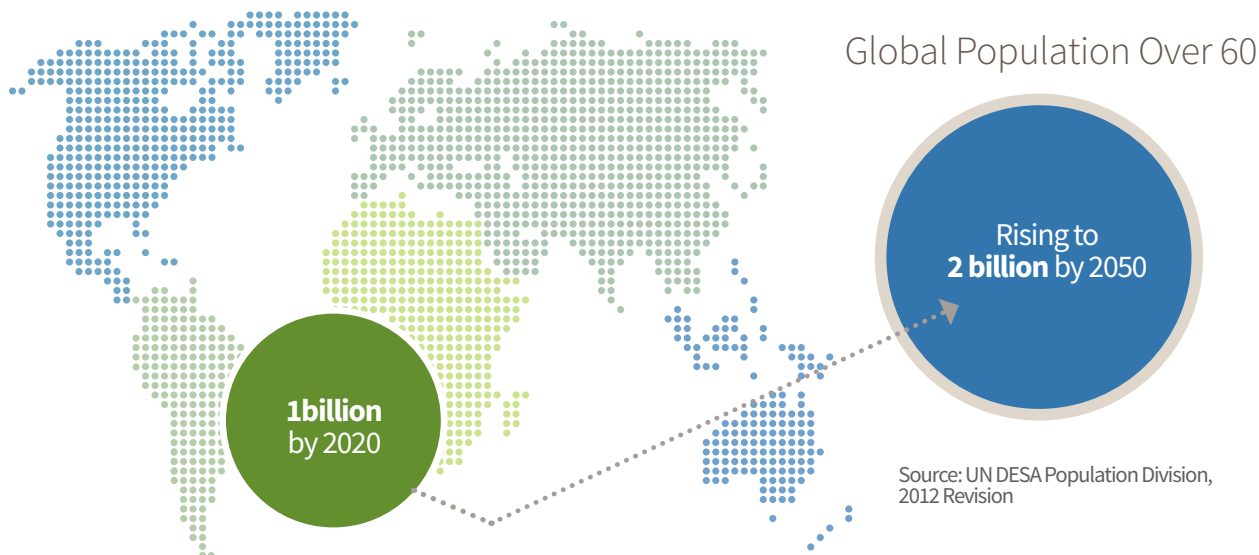 Global Population Over 60
Rising to
2 billion by 2050
1billion
by 2020
Source: UN DESA Population Division,
2012 Revision